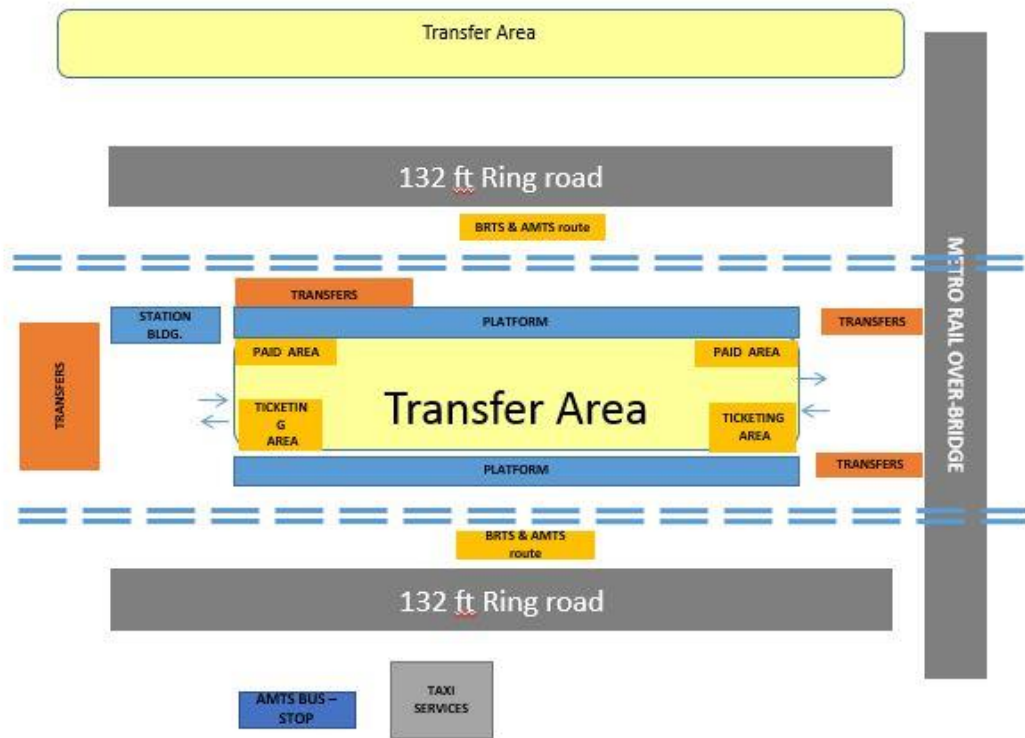 Transfer Area
132 ft Ring road
BRTS & AMTS route
METRO RAIL OVER-BRIDGE
TRANSFERS
STATION
BLDG.
PLATFORM
TRANSFERS
TRANSFERS
PAID AREA
PAID AREA
Transfer Area
TICKETIN
G
AREA
TICKETING
AREA
PLATFORM
TRANSFERS
BRTS & AMTS
route
132 ft Ring road
AMTS BUS –
STOP
TAXI
SERVICES